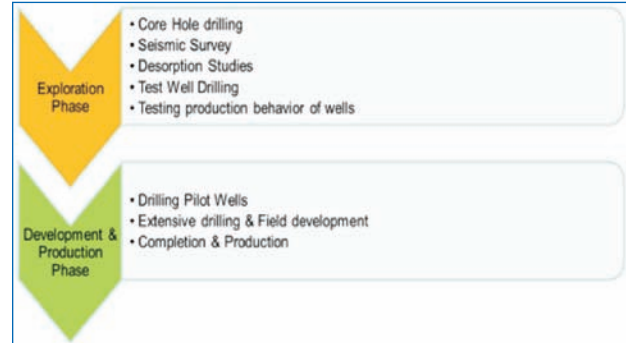 Exploration
Phase
• Core Hole drilling
• Seismic Survey
• Desorption Studies
• Test Well Drilling
• Testing production behavior of wells
Development &
Production
Phase
• Drilling Pilot Wells
• Extensive drilling & Field development
• Completion & Production